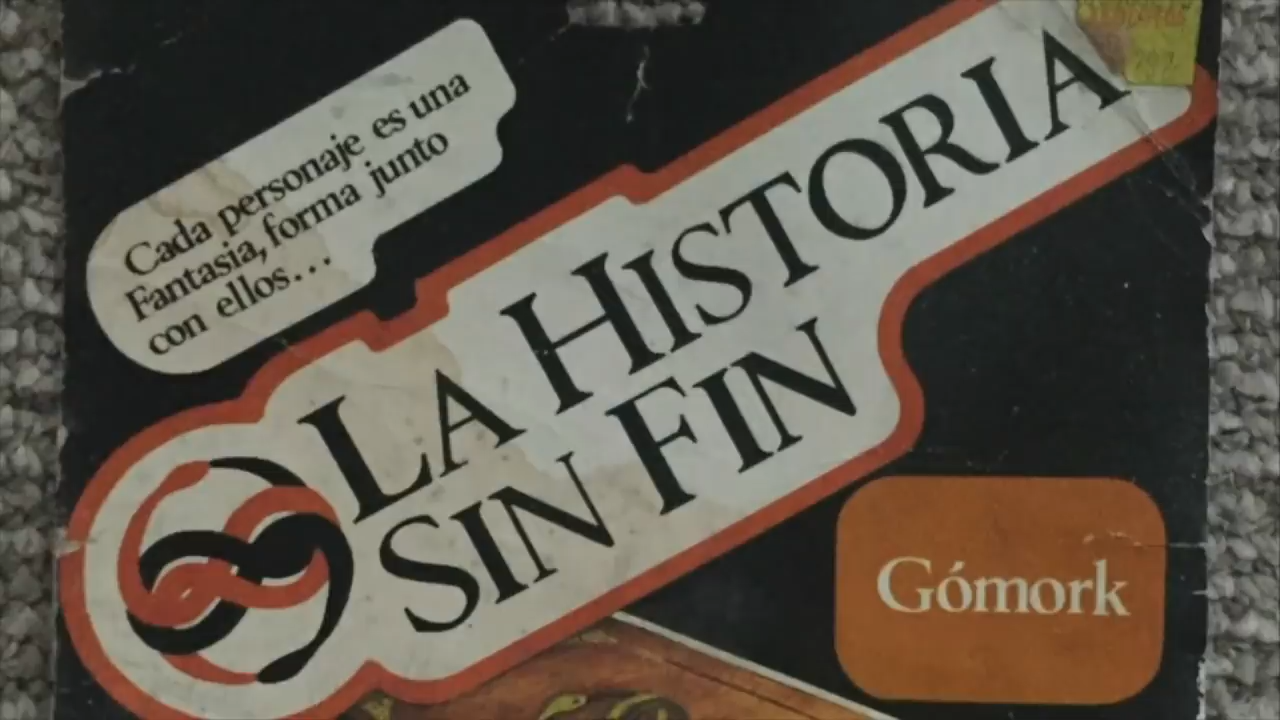 Cada personaje es una
Fantasia, forma junto
con ellos...
LA HISTORIA
SIN FIN
Gómork